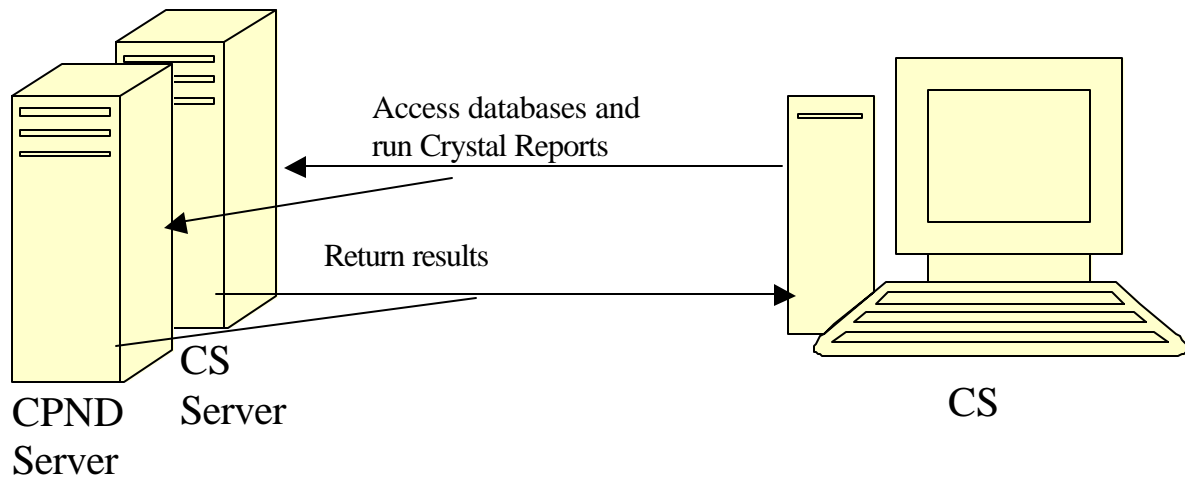 Access databases and
run Crystal Reports
Return results
CS
Server
CPND
Server
CS